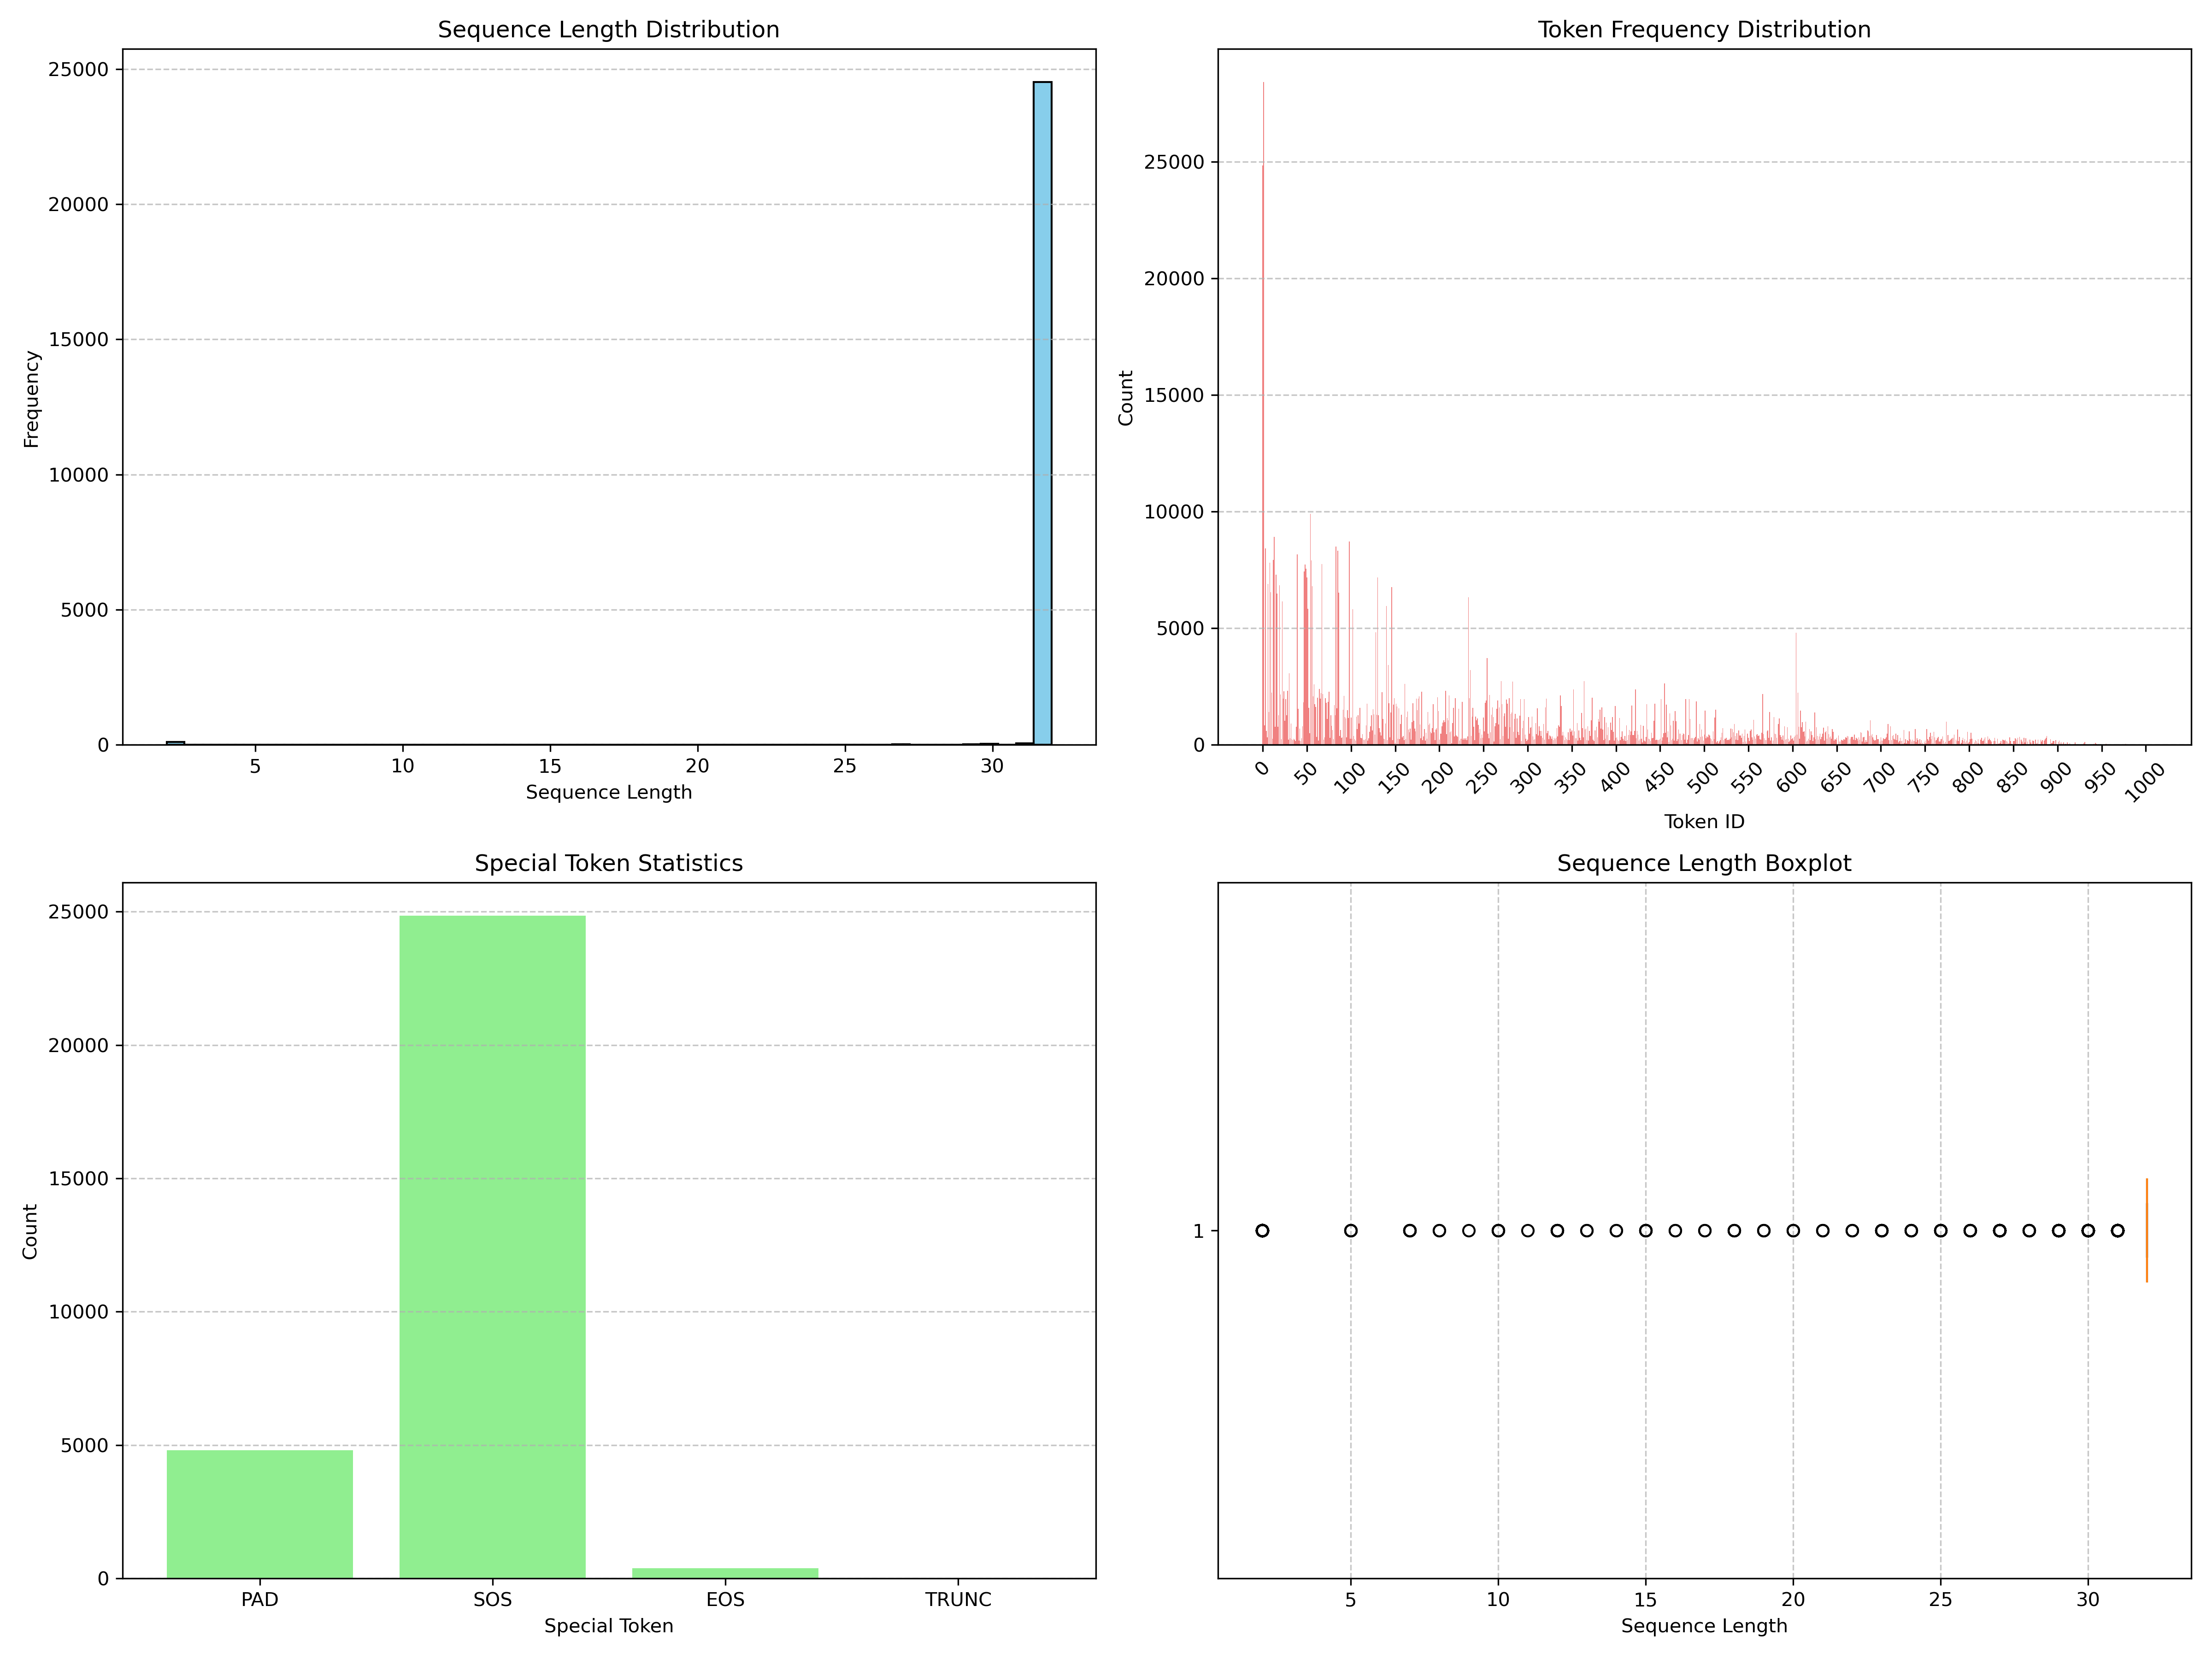 Sequence Length Distribution
25000
20000
15000
10000
5000
0
Frequency
5 10 15 20 25 30
Sequence Length
Token Frequency Distribution
25000
20000
15000
10000
5000
0
Count
0 50 100 150 200 250 300 350 400 450 500 550 600 650 700 750 800 850 900 950 1000
Token ID
Special Token Statistics
25000
20000
15000
10000
5000
0
Count
PAD SOS EOS TRUNC
Special Token
Sequence Length Boxplot
1
5 10 15 20 25 30
Sequence Length